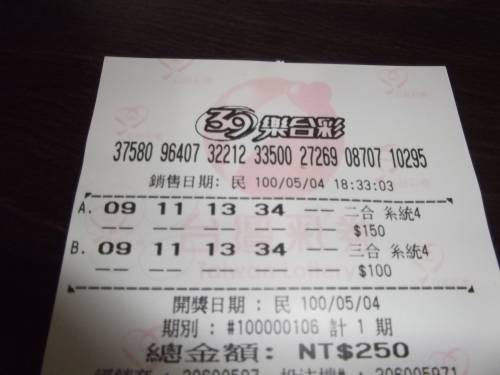 39 樂合彩
37580 96407 32212 33500 27269 08707 10295
銷售日期: 民 100/05/04 18:33:03
A. 09 11 13 34 -- -- 二合 系統4
-- -- -- -- -- $150
B. 09 11 13 34 -- -- 三合 系統4
-- -- -- -- -- $100
開獎日期 : 民 100/05/04
期別 : #100000106 計 1 期
總金額: NT$250